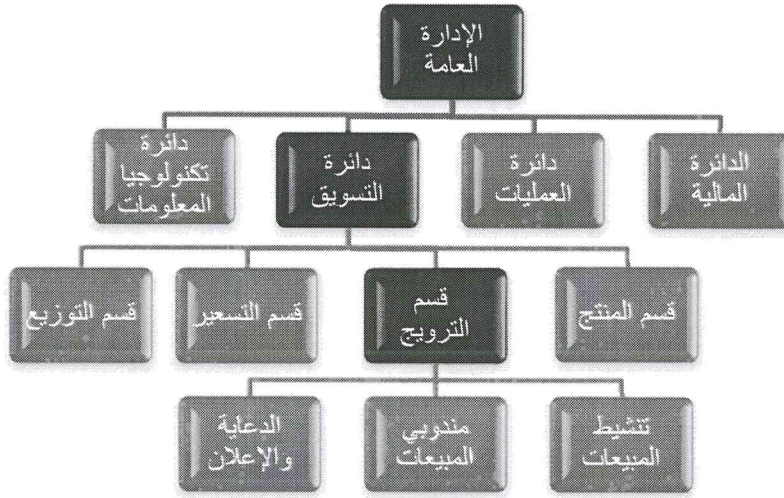 الإدارة
العامة
الدائرة
المالية
دائرة
العمليات
دائرة
التسويق
دائرة
تكنولوجيا
المعلومات
قسم المنتج
قسم
الترويج
قسم التسعير
قسم التوزيع
تنشيط
المبيعات
مندوبي
المبيعات
الدعاية
والإعلان